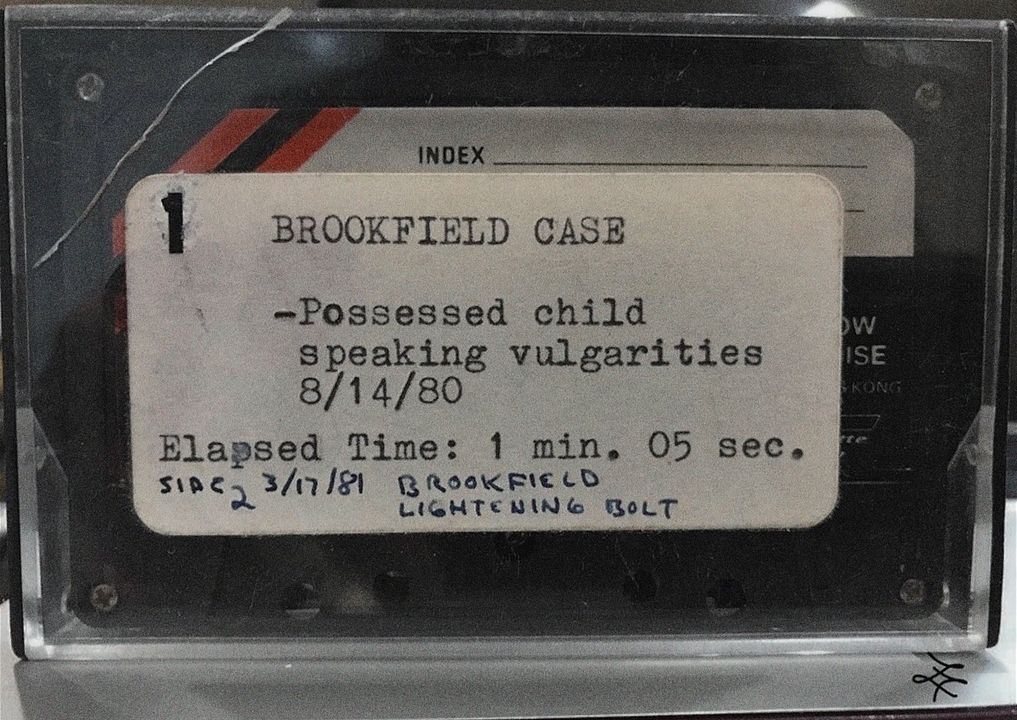 INDEX
1
BROOKFIELD CASE
-Possessed child
speaking vulgarities
8/14/80
Elapsed Time: 1 min. 05 sec.
SIDE 2 3/17/81 BROOKFIELD
LIGHTENING BOLT
OW
ISE
KONG